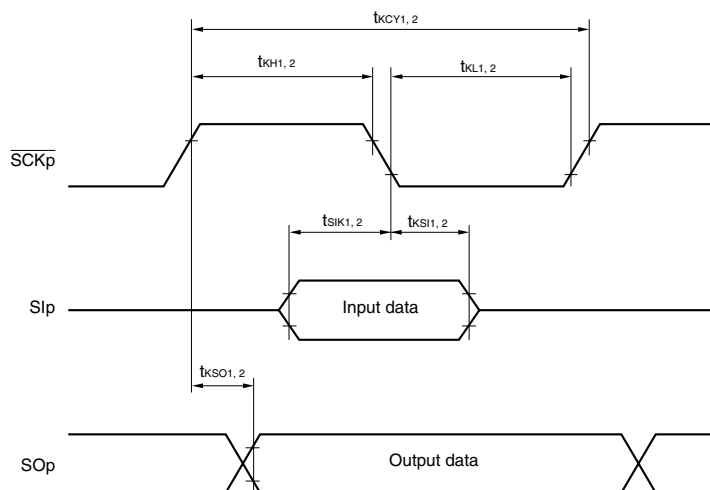 tKCY1, 2
tKH1, 2
tKL1, 2
SCKp
tSIK1, 2
tKSI1, 2
SIp
Input data
tKSO1, 2
SOp
Output data